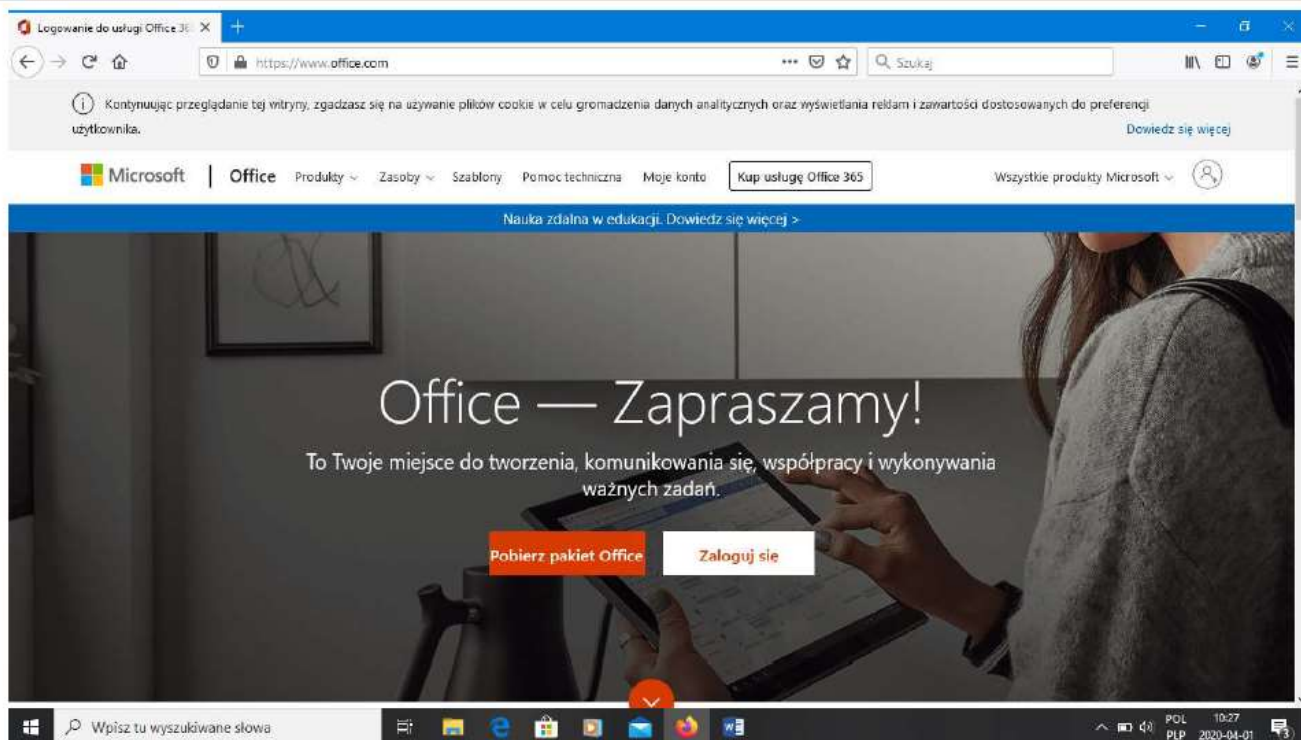 Logowanie do usługi Office 36
https://www.office.com
Szukaj
Kontynuując przeglądanie tej witryny, zgadzasz się na używanie plików cookie w celu gromadzenia danych analitycznych oraz wyświetlania reklam i zawartości dostosowanych do preferencji
użytkownika.
Dowiedz się więcej
Microsoft | Office Produkty Zasoby Szablony Pomoc techniczna Moje konto Kup usługę Office 365 Wszystkie produkty Microsoft
Nauka zdalna w edukacji. Dowiedz się więcej >
Office — Zapraszamy!
To Twoje miejsce do tworzenia, komunikowania się, współpracy i wykonywania
ważnych zadań.
Pobierz pakiet Office Zaloguj się
Wpisz tu wyszukiwane słowa
POL 10:27
PLP 2020-04-01
3